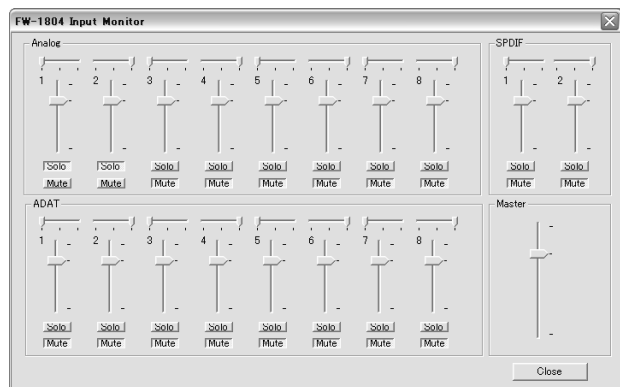 FW-1804 Input Monitor
Analog
1 2 3 4 5 6 7 8
Solo Solo Solo Solo Solo Solo Solo Solo
Mute Mute Mute Mute Mute Mute Mute Mute
SPDIF
1 2
Solo Solo
Mute Mute
ADAT
1 2 3 4 5 6 7 8
Solo Solo Solo Solo Solo Solo Solo Solo
Mute Mute Mute Mute Mute Mute Mute Mute
Master
Close